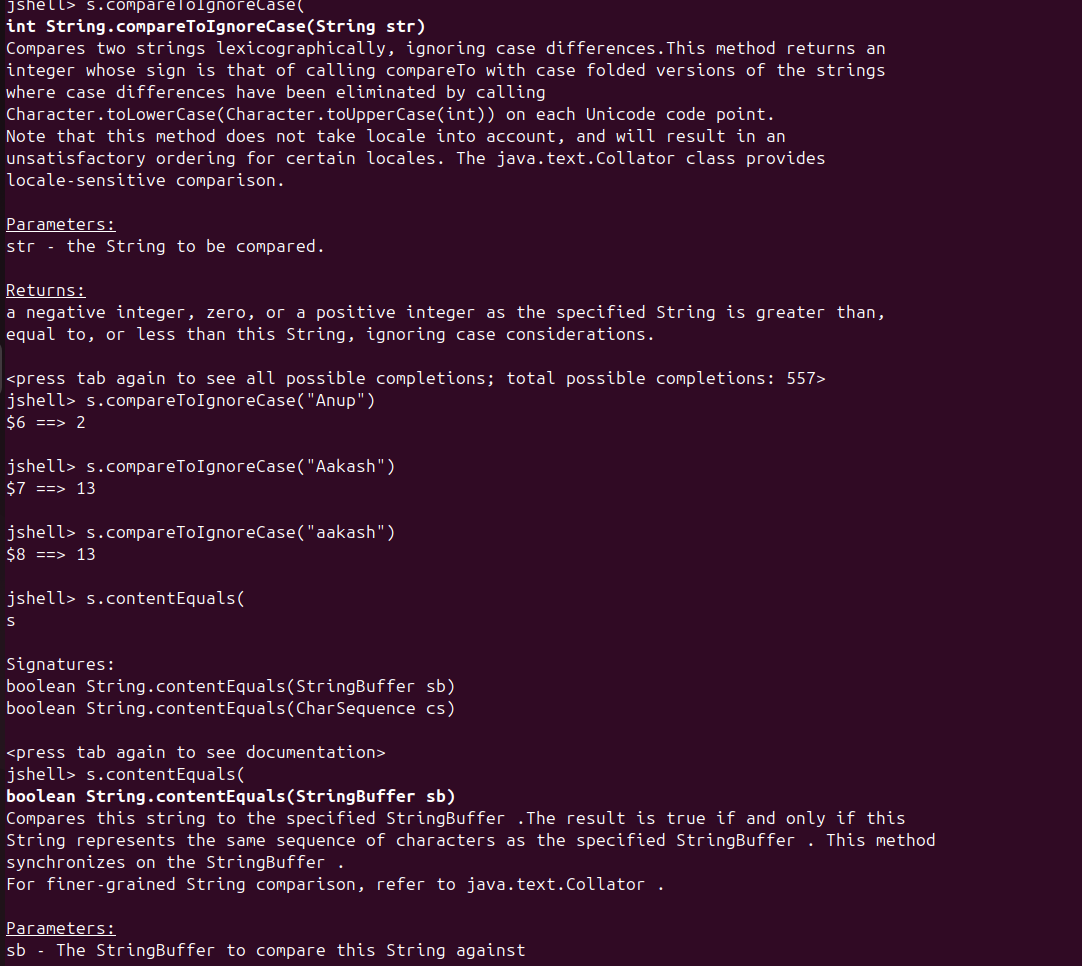 jshell> s.compareToIgnoreCase(
int String.compareToIgnoreCase(String str)
Compares two strings lexicographically, ignoring case differences.This method returns an
integer whose sign is that of calling compareTo with case folded versions of the strings
where case differences have been eliminated by calling
Character.toLowerCase(Character.toUpperCase(int)) on each Unicode code point.
Note that this method does not take locale into account, and will result in an
unsatisfactory ordering for certain locales. The java.text.Collator class provides
locale-sensitive comparison.

Parameters:
str - the String to be compared.

Returns:
a negative integer, zero, or a positive integer as the specified String is greater than,
equal to, or less than this String, ignoring case considerations.

<press tab again to see all possible completions; total possible completions: 557>
jshell> s.compareToIgnoreCase("Anup")
$6 ==> 2

jshell> s.compareToIgnoreCase("Aakash")
$7 ==> 13

jshell> s.compareToIgnoreCase("aakash")
$8 ==> 13

jshell> s.contentEquals(
s

Signatures:
boolean String.contentEquals(StringBuffer sb)
boolean String.contentEquals(CharSequence cs)

<press tab again to see documentation>
jshell> s.contentEquals(
boolean String.contentEquals(StringBuffer sb)
Compares this string to the specified StringBuffer .The result is true if and only if this
String represents the same sequence of characters as the specified StringBuffer . This method
synchronizes on the StringBuffer .
For finer-grained String comparison, refer to java.text.Collator .

Parameters:
sb - The StringBuffer to compare this String against